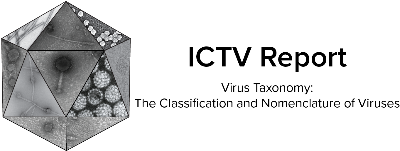 ICTV Report
Virus Taxonomy:
The Classification and Nomenclature of Viruses